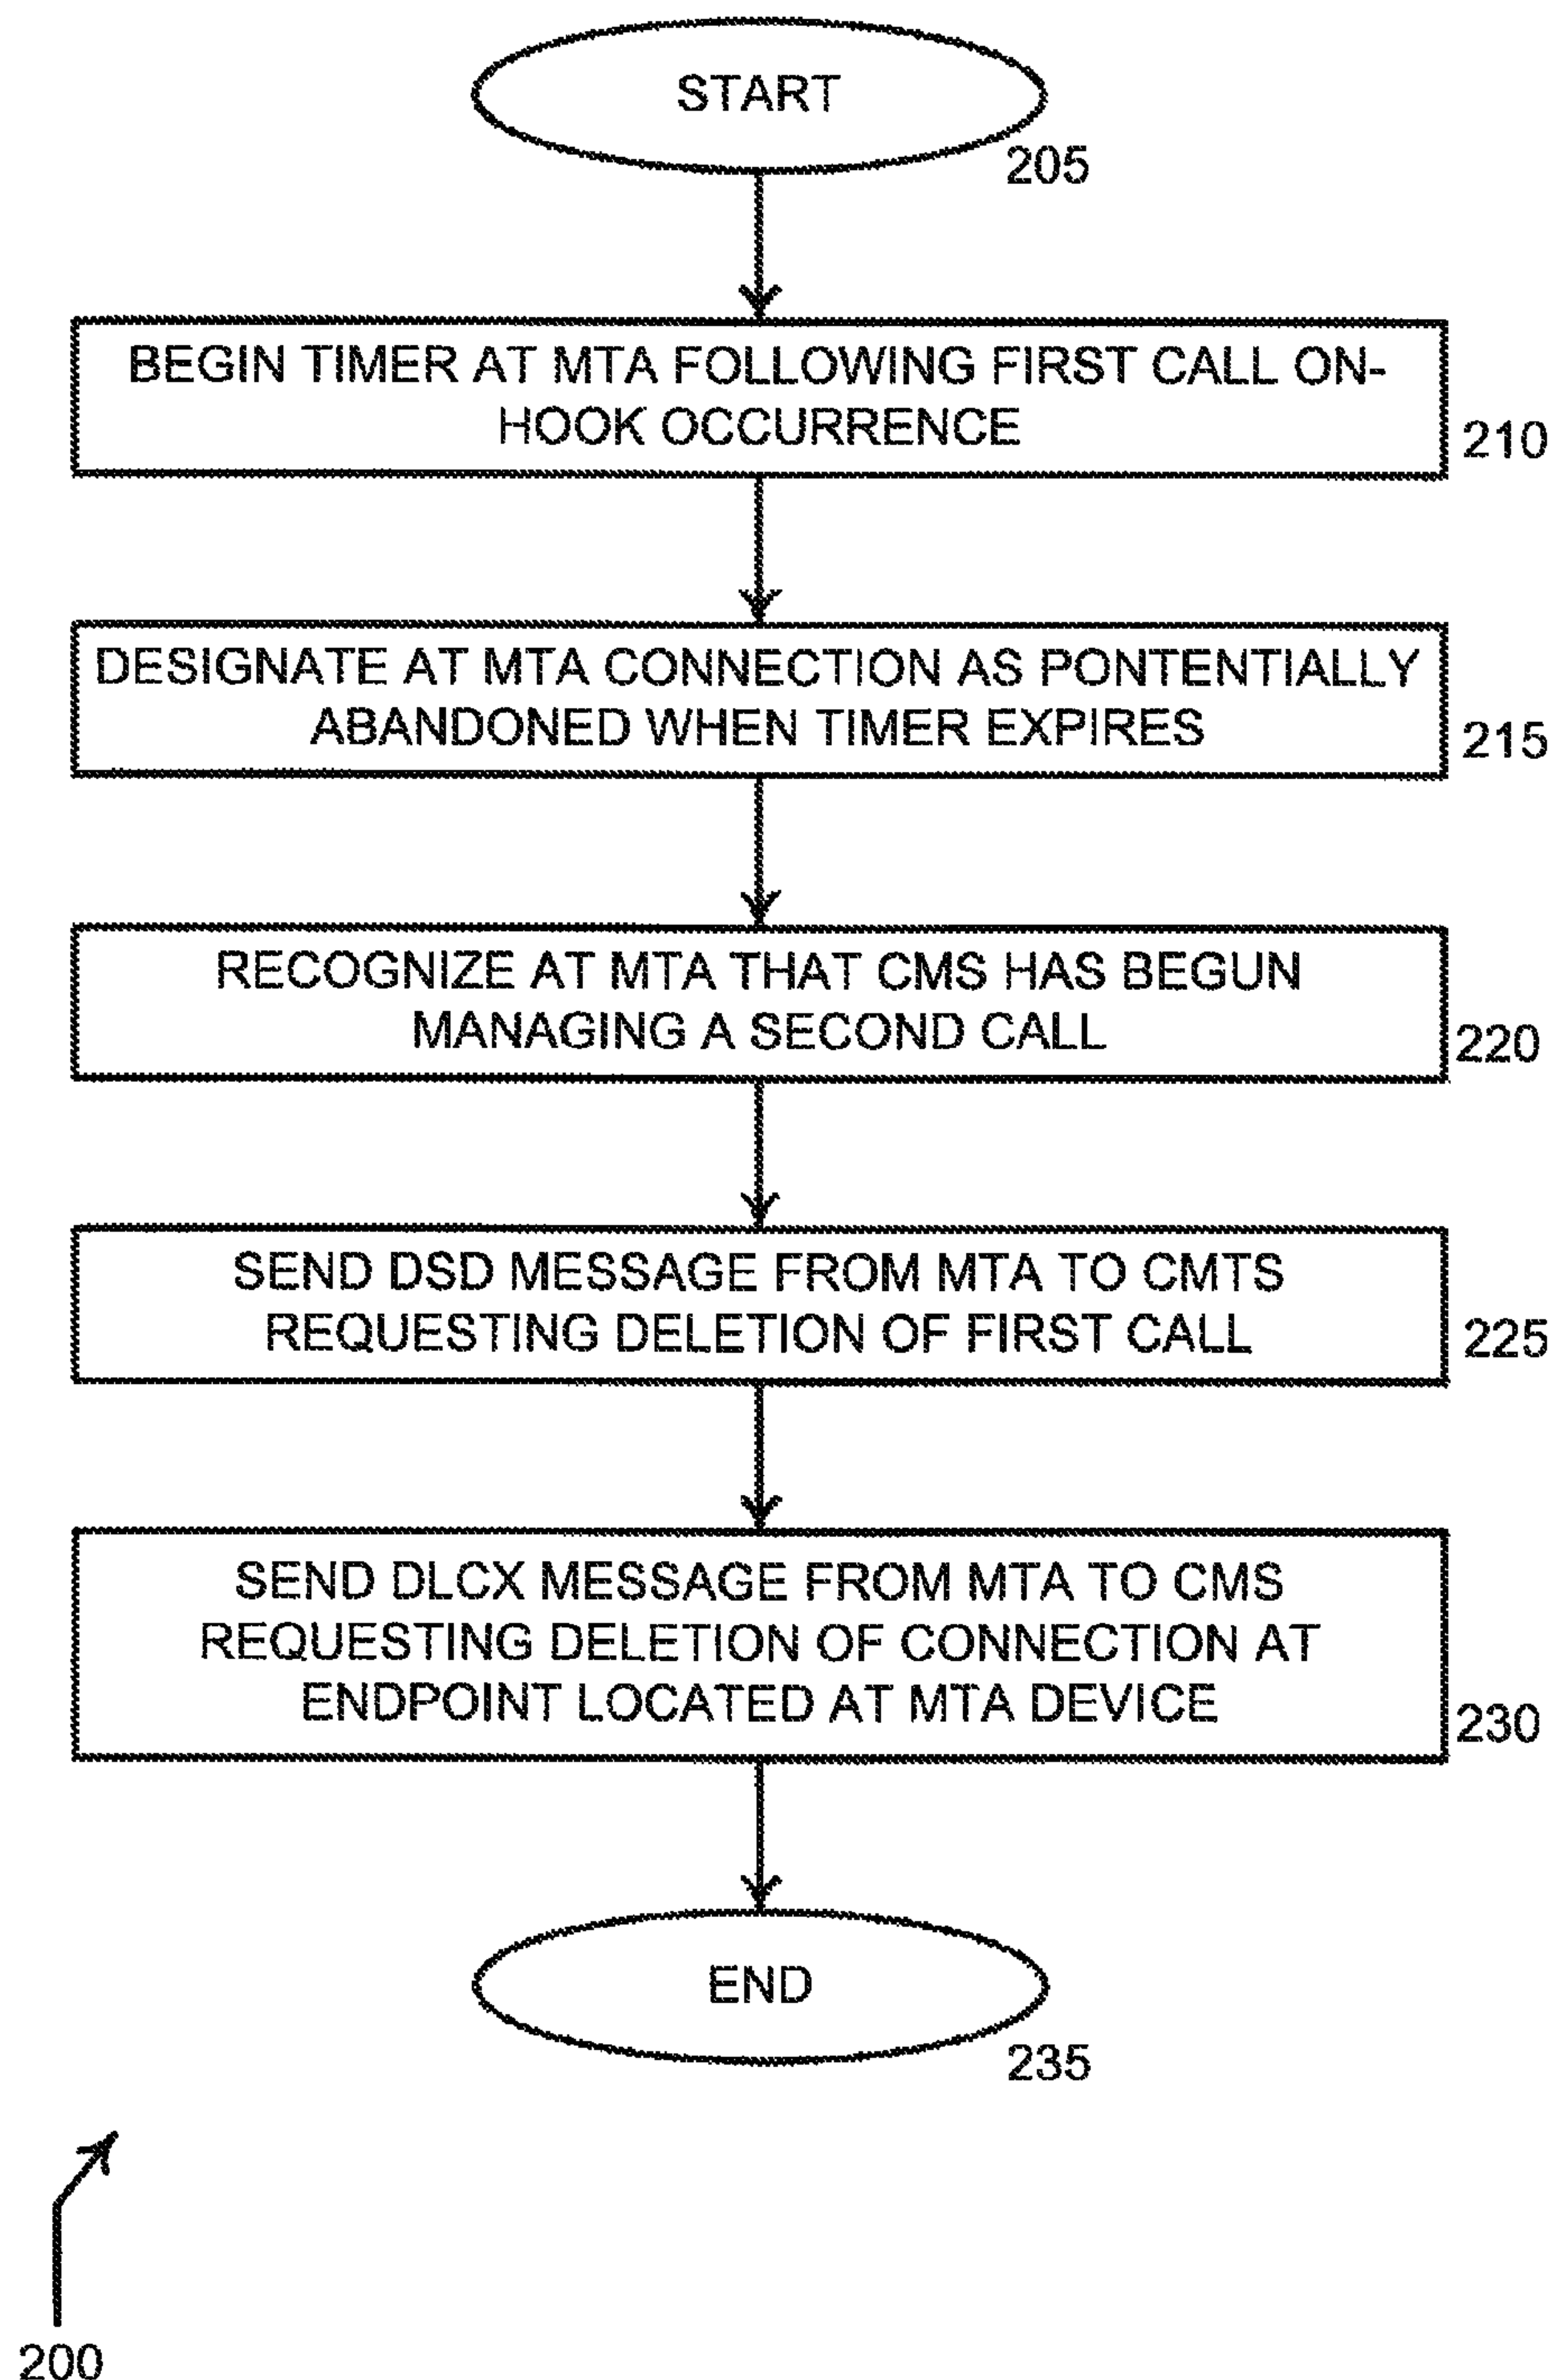 START
205
BEGIN TIMER AT MTA FOLLOWING FIRST CALL ON-
HOOK OCCURRENCE
210
DESIGNATE AT MTA CONNECTION AS PONTENTIALLY
ABANDONED WHEN TIMER EXPIRES
215
RECOGNIZE AT MTA THAT CMS HAS BEGUN
MANAGING A SECOND CALL
220
SEND DSD MESSAGE FROM MTA TO CMTS
REQUESTING DELETION OF FIRST CALL
225
SEND DLCX MESSAGE FROM MTA TO CMS
REQUESTING DELETION OF CONNECTION AT
ENDPOINT LOCATED AT MTA DEVICE
230
END
235
200